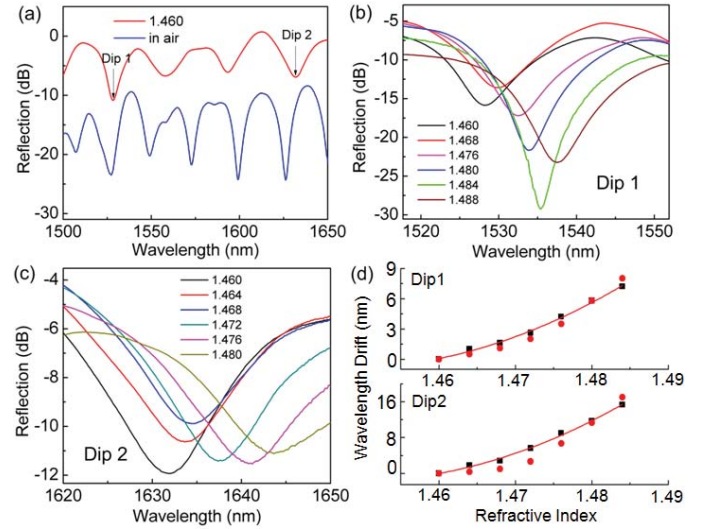 (a)
1.460
in air
Dip 1
Dip 2
0
-10
-20
-30
Reflection (dB)
1500 1550 1600 1650
Wavelength (nm)
(b)
-5
-10
-15
-20
-25
-30
Reflection (dB)
1.460
1.468
1.476
1.480
1.484
1.488
Dip 1
1520 1530 1540 1550
Wavelength (nm)
(c)
-4
-6
-8
-10
-12
Reflection (dB)
1.460
1.464
1.468
1.472
1.476
1.480
Dip 2
1620 1630 1640 1650
Wavelength (nm)
(d)
Wavelength Drift (nm)
Dip1
9
6
3
0
1.46 1.47 1.48 1.49
Dip2
16
8
0
1.46 1.47 1.48 1.49
Refractive Index